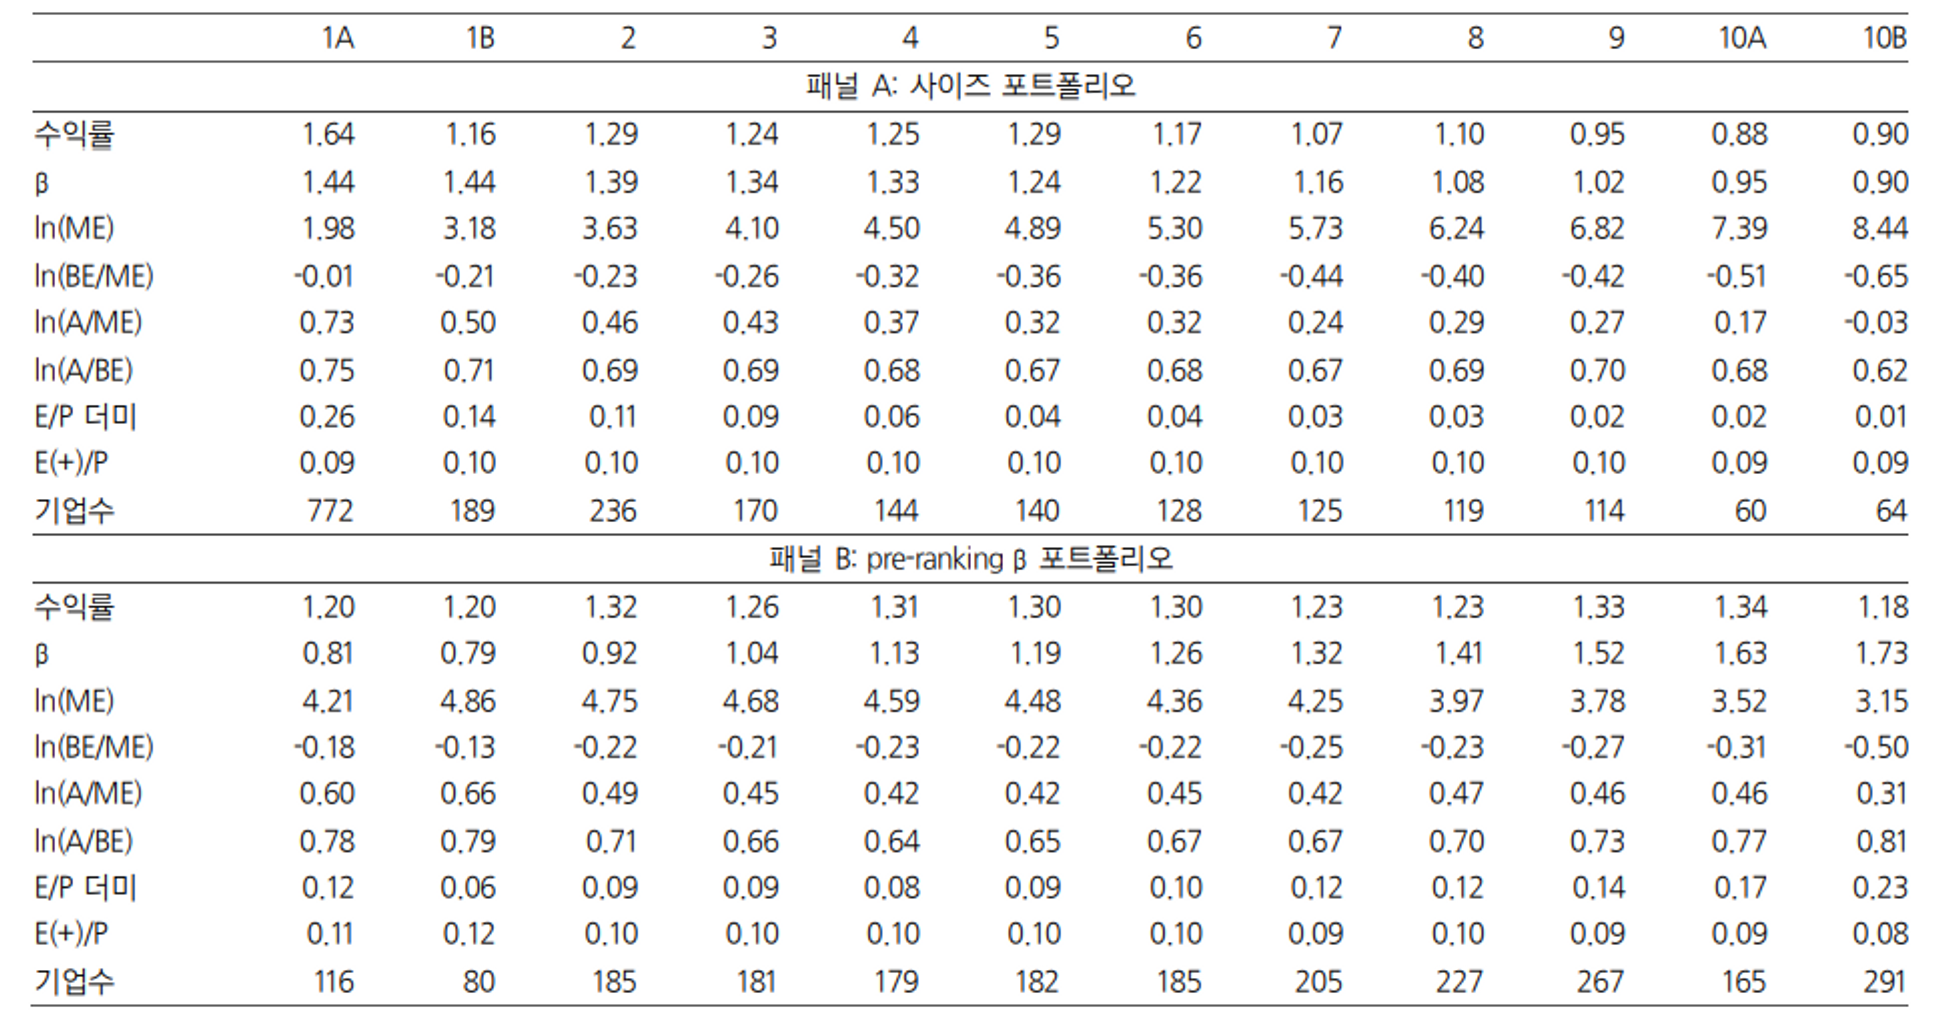 1A 1B 2 3 4 5 6 7 8 9 10A 10B
패널 A: 사이즈 포트폴리오
수익률 1.64 1.16 1.29 1.24 1.25 1.29 1.17 1.07 1.10 0.95 0.88 0.90
β 1.44 1.44 1.39 1.34 1.33 1.24 1.22 1.16 1.08 1.02 0.95 0.90
ln(ME) 1.98 3.18 3.63 4.10 4.50 4.89 5.30 5.73 6.24 6.82 7.39 8.44
ln(BE/ME) -0.01 -0.21 -0.23 -0.26 -0.32 -0.36 -0.36 -0.44 -0.40 -0.42 -0.51 -0.65
ln(A/ME) 0.73 0.50 0.46 0.43 0.37 0.32 0.32 0.24 0.29 0.27 0.17 -0.03
ln(A/BE) 0.75 0.71 0.69 0.69 0.68 0.67 0.68 0.67 0.69 0.70 0.68 0.62
E/P 더미 0.26 0.14 0.11 0.09 0.06 0.04 0.04 0.03 0.03 0.02 0.02 0.01
E(+)/P 0.09 0.10 0.10 0.10 0.10 0.10 0.10 0.10 0.10 0.10 0.09 0.09
기업수 772 189 236 170 144 140 128 125 119 114 60 64
패널 B: pre-ranking β 포트폴리오
수익률 1.20 1.20 1.32 1.26 1.31 1.30 1.30 1.23 1.23 1.33 1.34 1.18
β 0.81 0.79 0.92 1.04 1.13 1.19 1.26 1.32 1.41 1.52 1.63 1.73
ln(ME) 4.21 4.86 4.75 4.68 4.59 4.48 4.36 4.25 3.97 3.78 3.52 3.15
ln(BE/ME) -0.18 -0.13 -0.22 -0.21 -0.23 -0.22 -0.22 -0.25 -0.23 -0.27 -0.31 -0.50
ln(A/ME) 0.60 0.66 0.49 0.45 0.42 0.42 0.45 0.42 0.47 0.46 0.46 0.31
ln(A/BE) 0.78 0.79 0.71 0.66 0.64 0.65 0.67 0.67 0.70 0.73 0.77 0.81
E/P 더미 0.12 0.06 0.09 0.09 0.08 0.09 0.10 0.12 0.12 0.14 0.17 0.23
E(+)/P 0.11 0.12 0.10 0.10 0.10 0.10 0.10 0.09 0.10 0.09 0.09 0.08
기업수 116 80 185 181 179 182 185 205 227 267 165 291